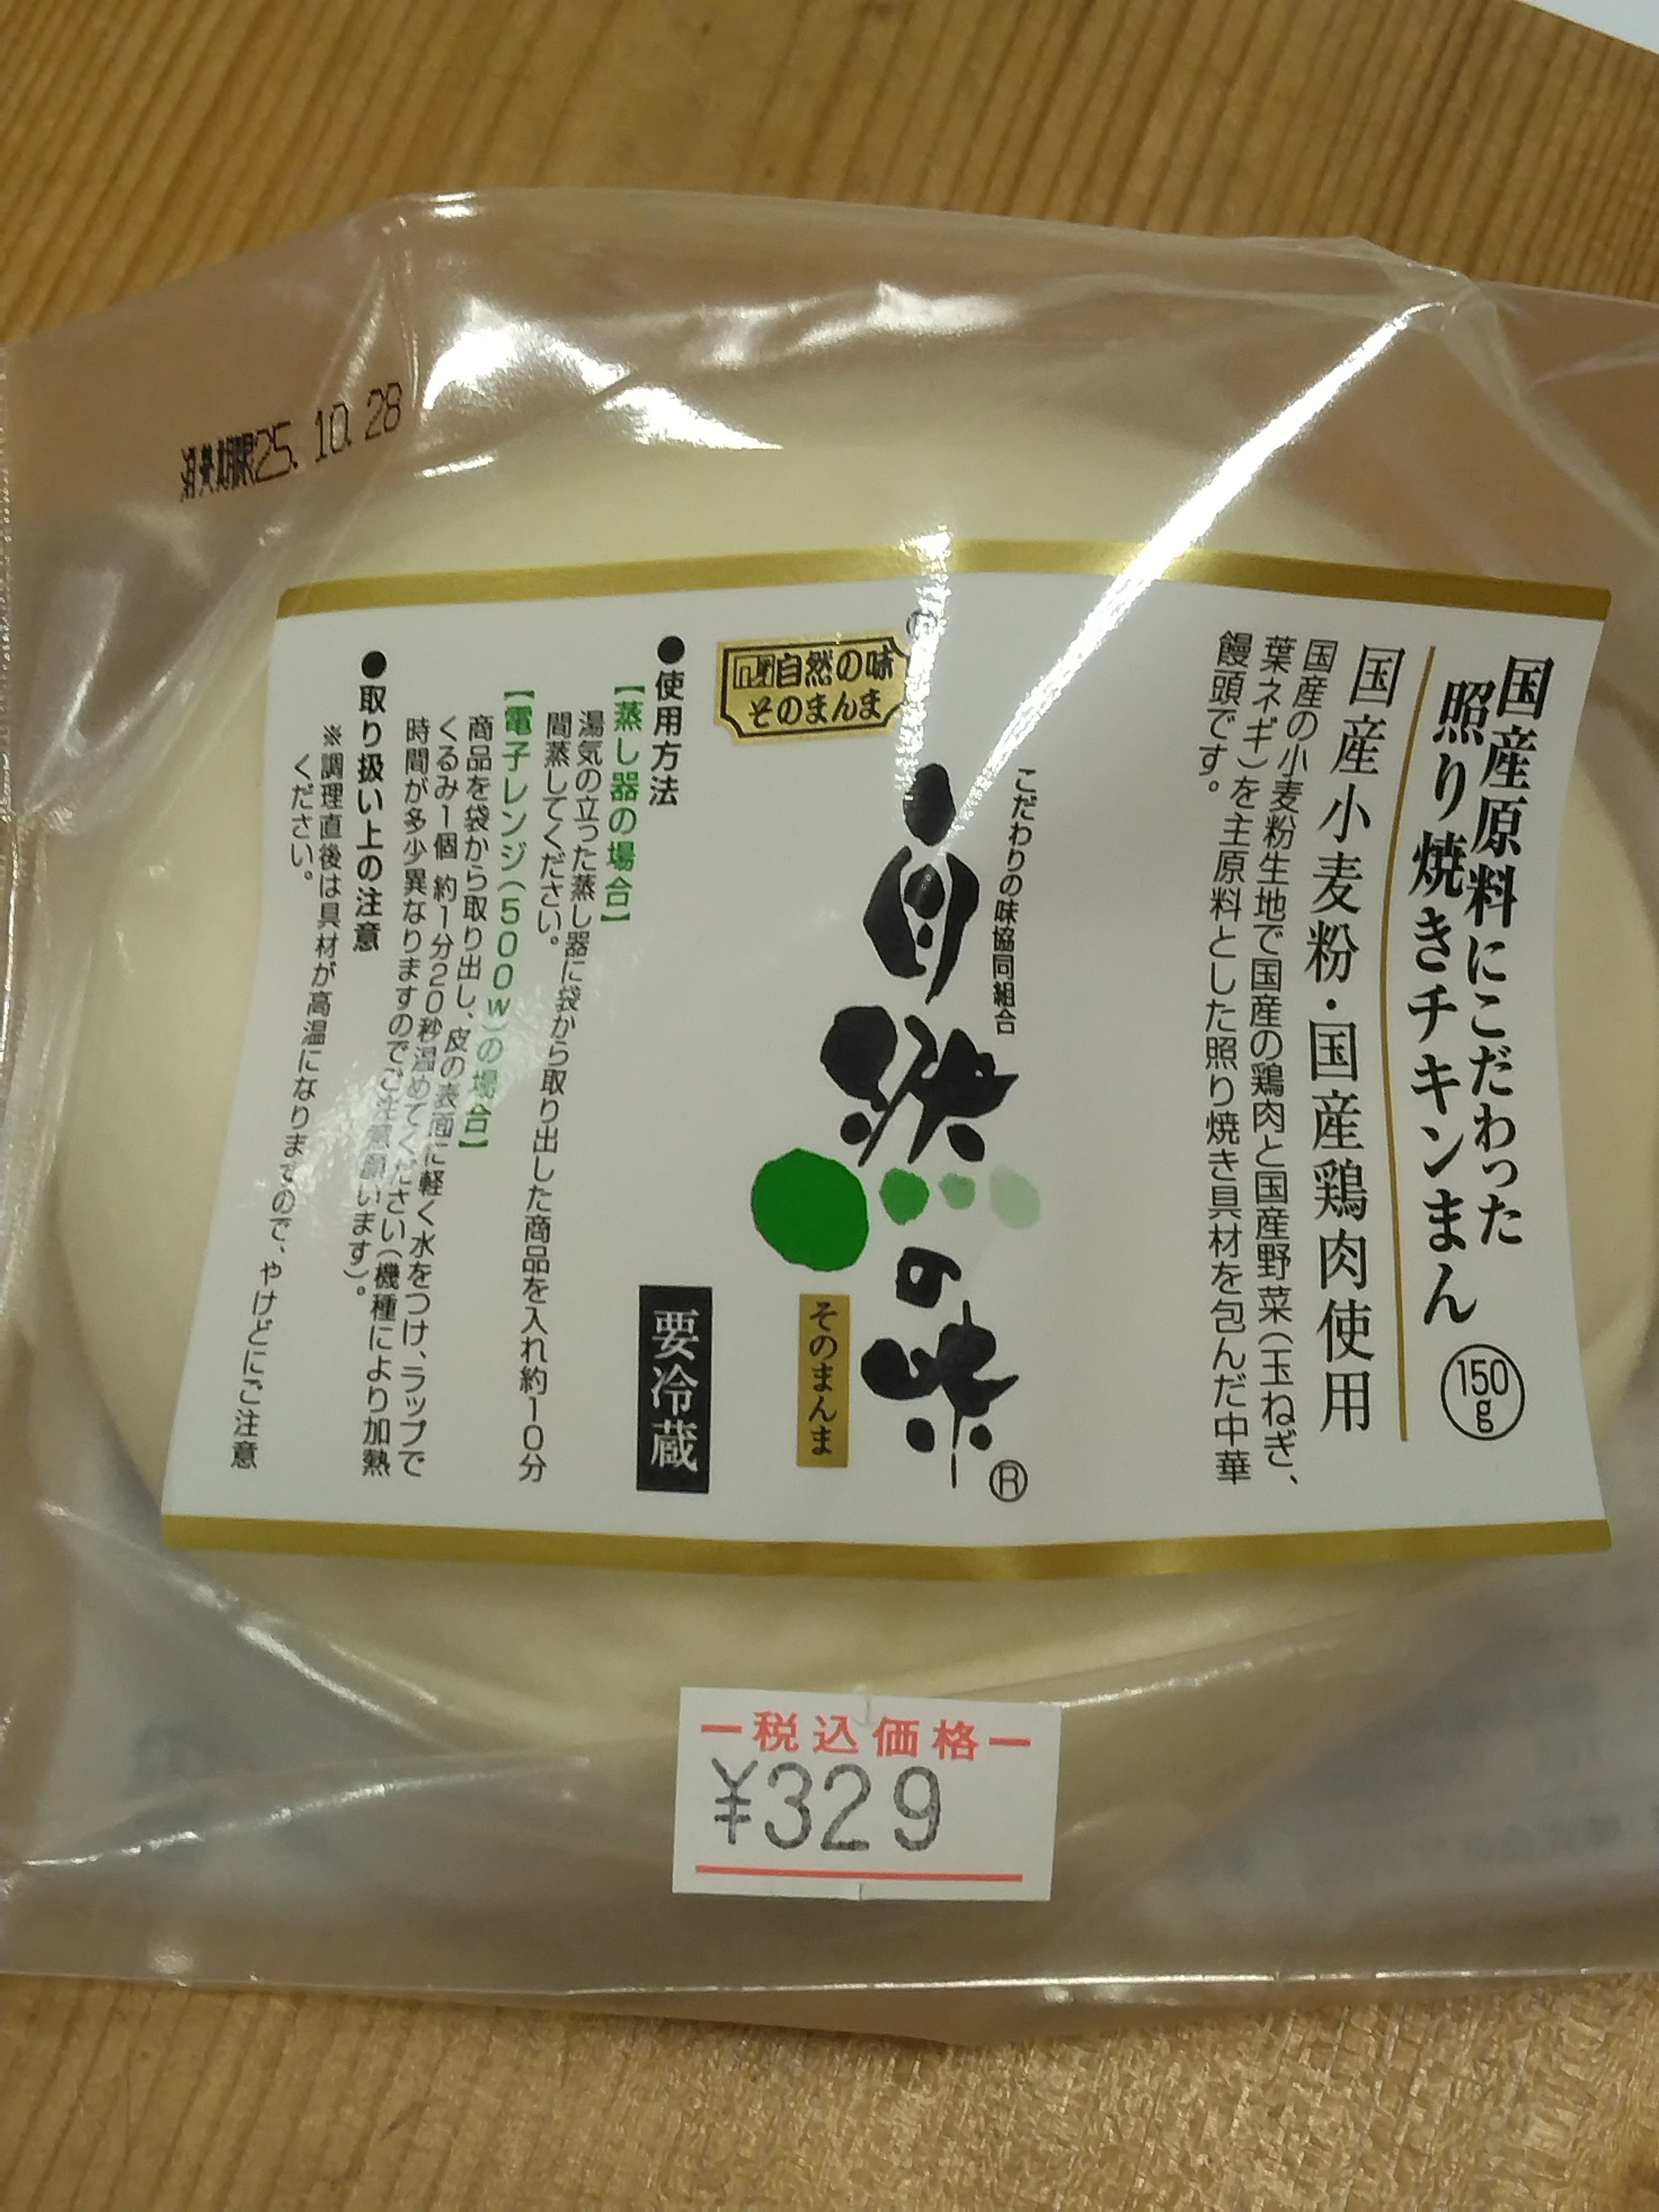 国産原料にこだわった
照り焼きチキンまん
150g
国産小麦粉・国産鶏肉使用
国産の小麦粉生地で国産の鶏肉と国産野菜(玉ねぎ、
葉ネギ)を主原料とした照り焼き具材を包んだ中華
饅頭です。
こだわりの味協同組合
自然の味
®
そのまんま
自然の味
そのまんま
要冷蔵
●使用方法
【蒸し器の場合】
湯気の立った蒸し器に袋から取り出した商品を入れ約10分
間蒸してください。
【電子レンジ(500w)の場合】
商品を袋から取り出し、皮の表面に軽く水をつけ、ラップで
くるみ1個 約1分20秒温めてください(機種により加熱
時間が多少異なりますのでご注意願います)。
●取り扱い上の注意
※調理直後は具材が高温になりますので、やけどにご注意
ください。
消費期限25.10.28
税込価格
¥329